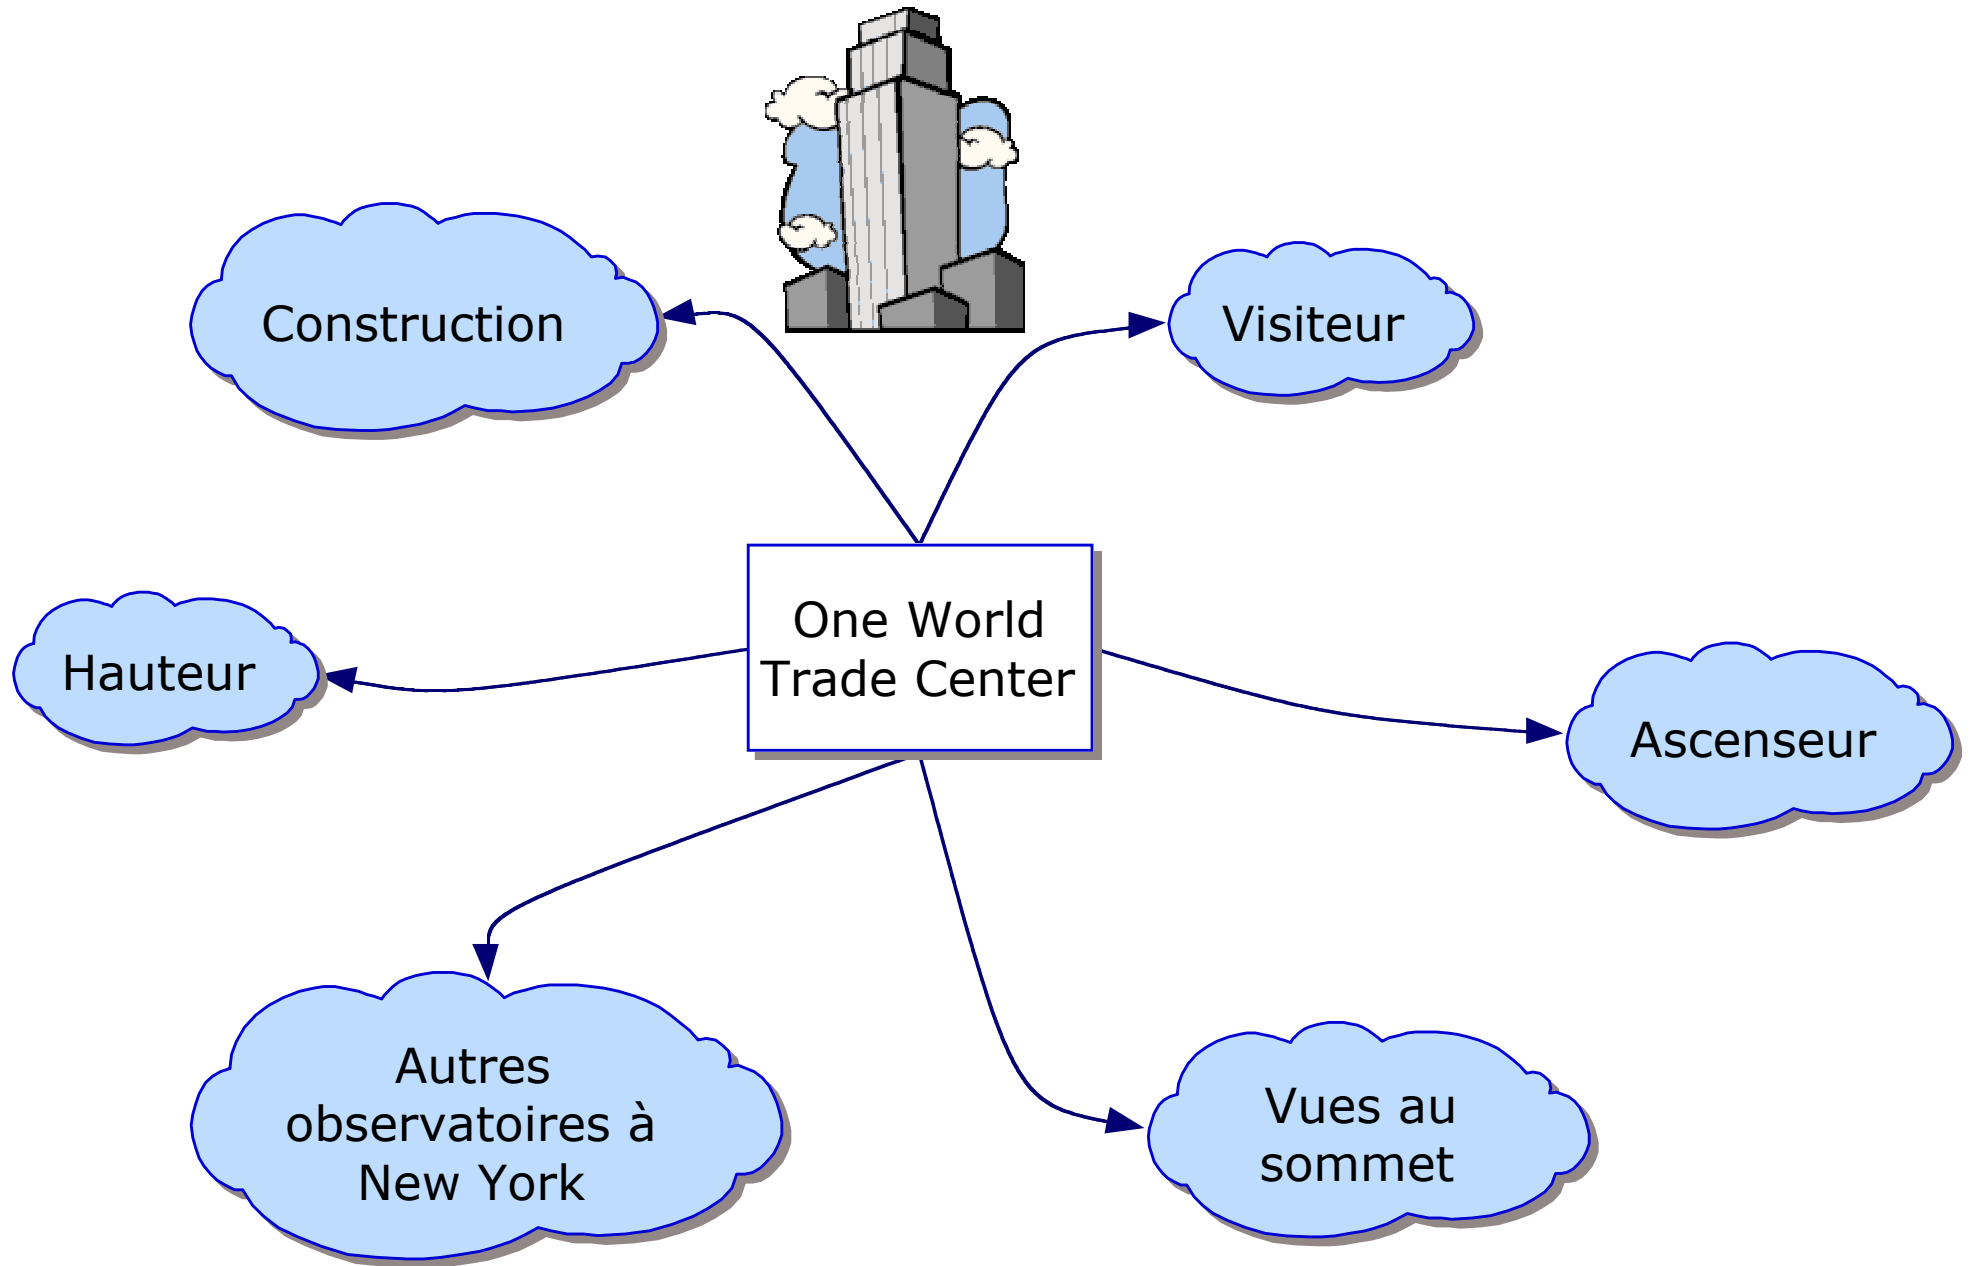 Construction
Visiteur
One World
Trade Center
Hauteur
Ascenseur
Autres
observatoires à
New York
Vues au
sommet